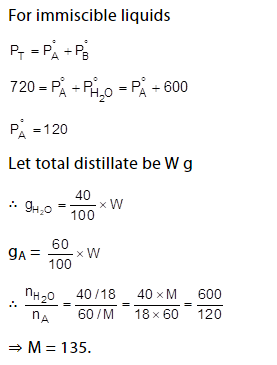 For immiscible liquids
P_T = P°_A + P°_B
720 = P°_A + P°_H₂O = P°_A + 600
P°_A = 120
Let total distillate be W g
∴ g_H₂O = 40/100 × W
g_A = 60/100 × W
∴ n_H₂O/n_A = (40/18)/(60/M) = (40 × M)/(18 × 60) = 600/120
⇒ M = 135.